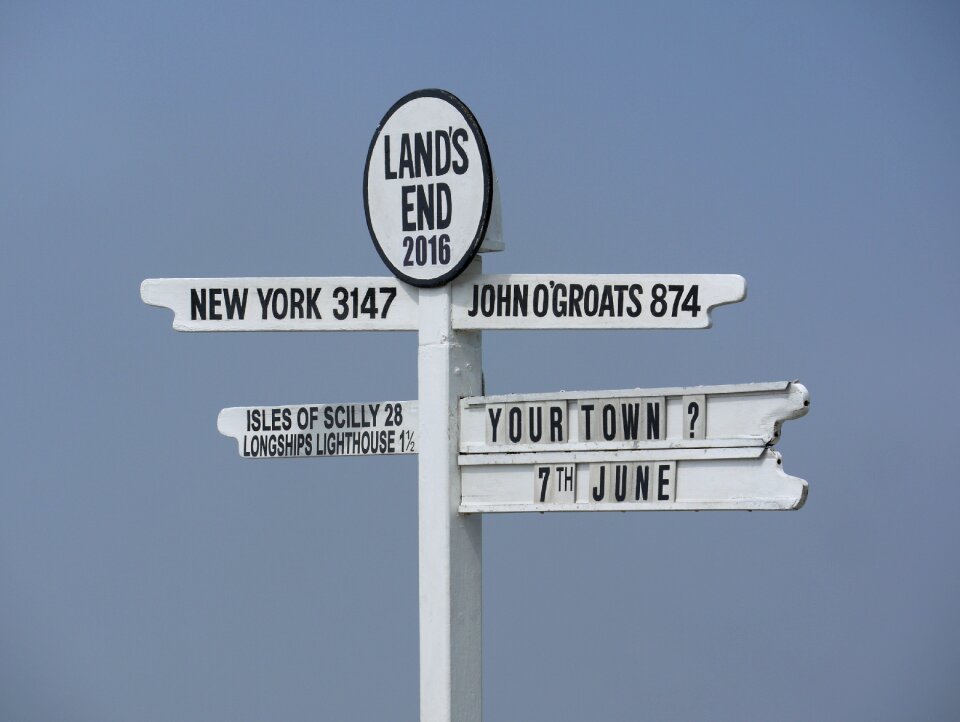 LAND'S
END
2016
NEW YORK 3147
JOHN O'GROATS 874
ISLES OF SCILLY 28
LONGSHIPS LIGHTHOUSE 1½
YOUR TOWN ?
7TH JUNE